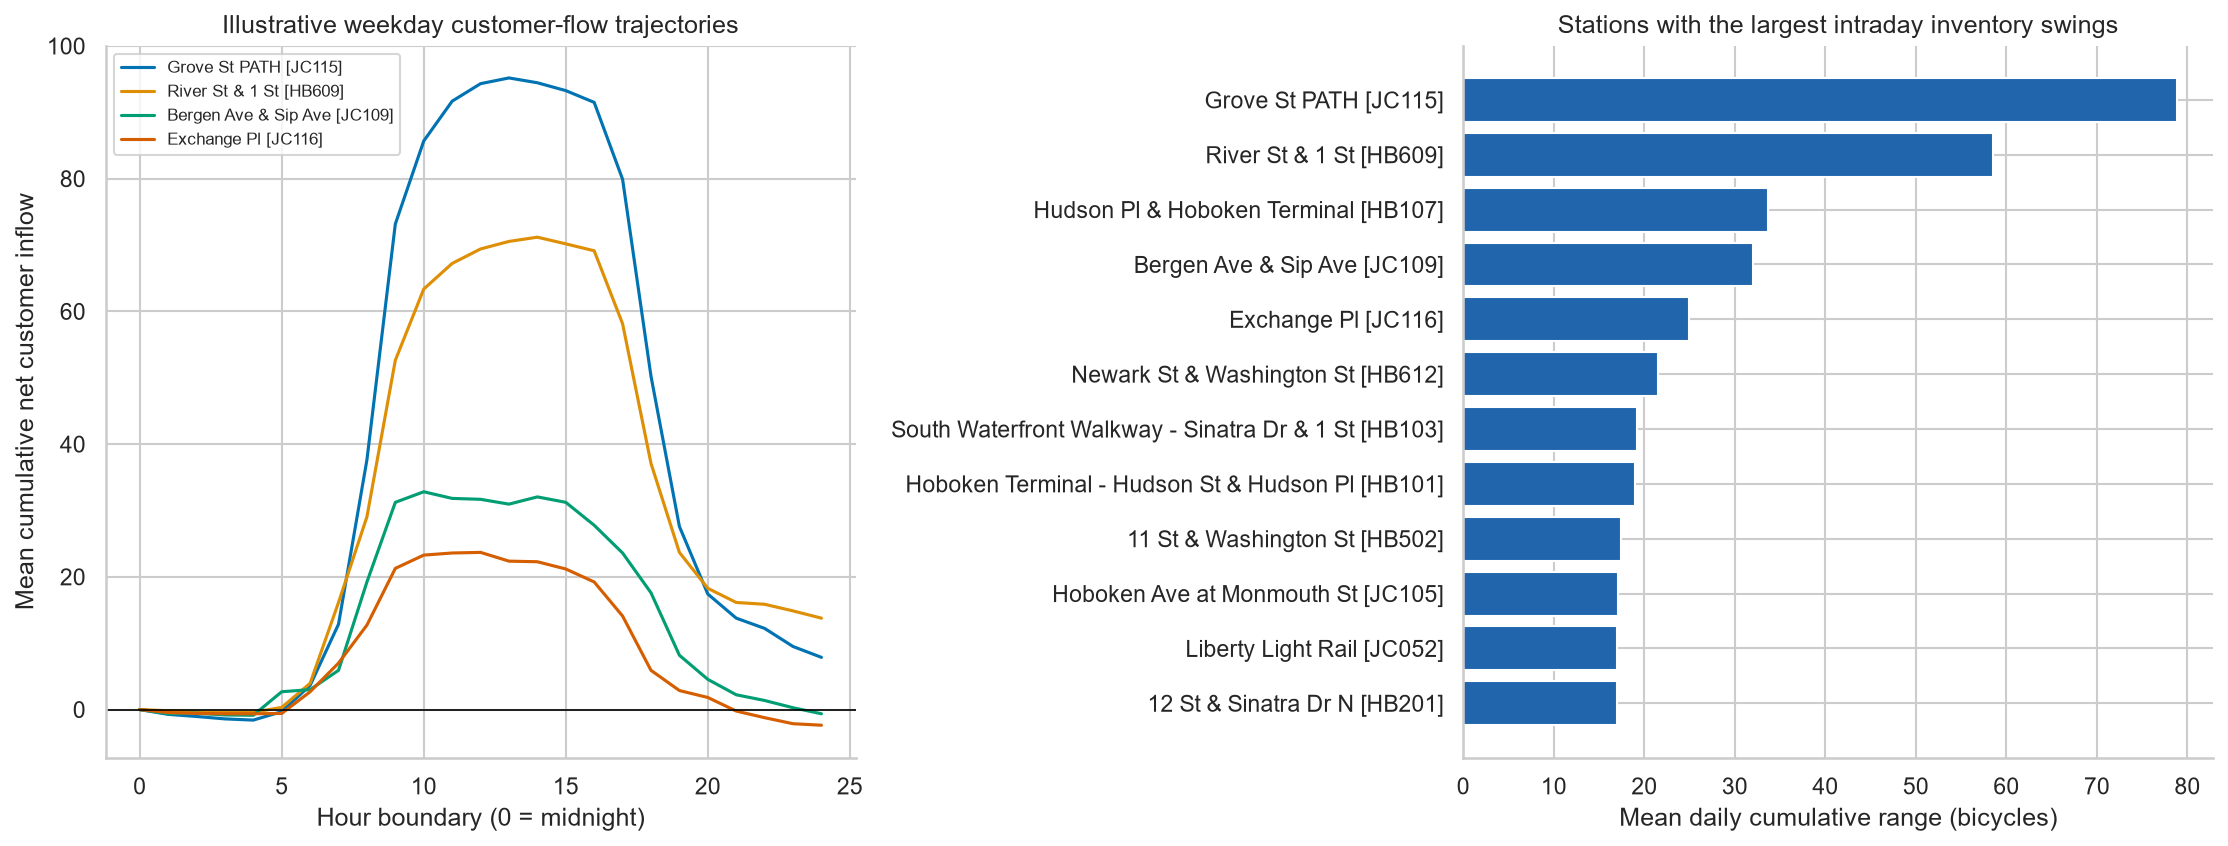 Illustrative weekday customer-flow trajectories
100
80
60
40
20
0
Mean cumulative net customer inflow
Grove St PATH [JC115]
River St & 1 St [HB609]
Bergen Ave & Sip Ave [JC109]
Exchange Pl [JC116]
0 5 10 15 20 25
Hour boundary (0 = midnight)
Stations with the largest intraday inventory swings
Grove St PATH [JC115]
River St & 1 St [HB609]
Hudson Pl & Hoboken Terminal [HB107]
Bergen Ave & Sip Ave [JC109]
Exchange Pl [JC116]
Newark St & Washington St [HB612]
South Waterfront Walkway - Sinatra Dr & 1 St [HB103]
Hoboken Terminal - Hudson St & Hudson Pl [HB101]
11 St & Washington St [HB502]
Hoboken Ave at Monmouth St [JC105]
Liberty Light Rail [JC052]
12 St & Sinatra Dr N [HB201]
0 10 20 30 40 50 60 70 80
Mean daily cumulative range (bicycles)